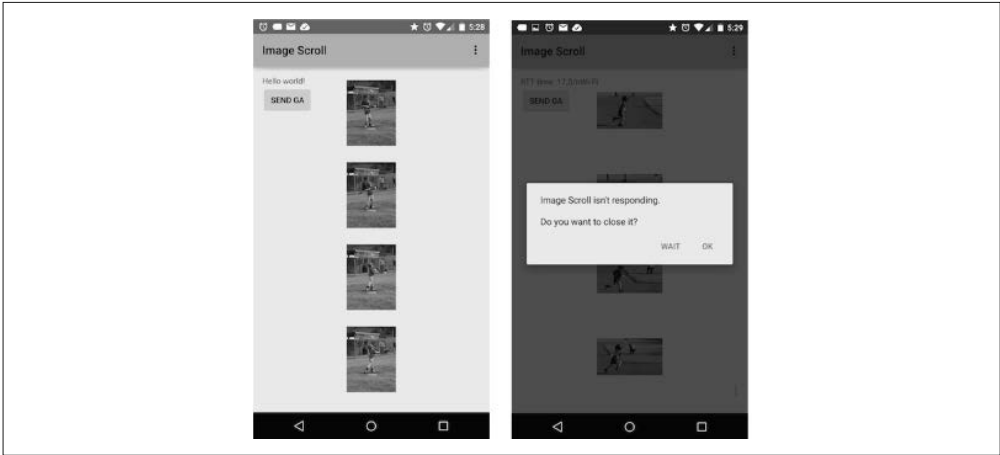 5:28
Image Scroll
Hello world!
SEND GA
5:29
Image Scroll
SEND GA
Image Scroll isn't responding.
Do you want to close it?
WAIT
OK